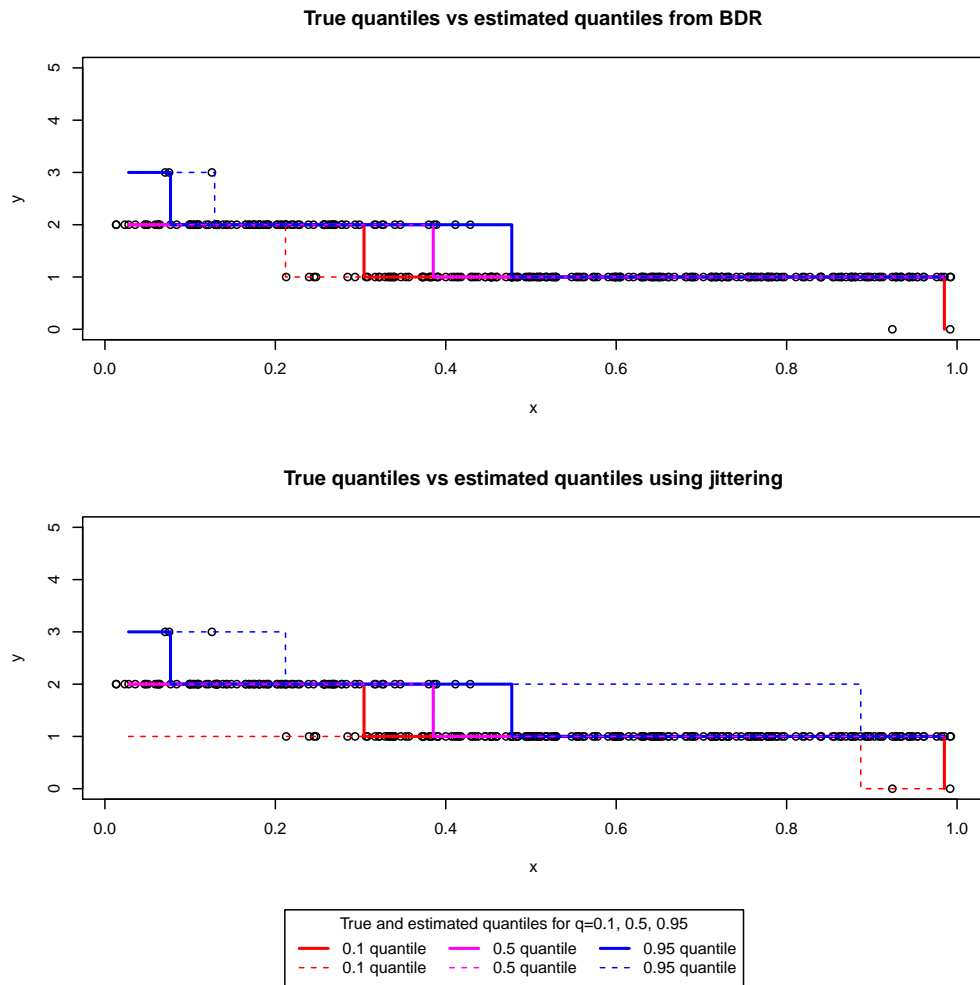 True quantiles vs estimated quantiles from BDR
5
4
3
2
1
0
y
0.0 0.2 0.4 0.6 0.8 1.0
x
True quantiles vs estimated quantiles using jittering
5
4
3
2
1
0
y
0.0 0.2 0.4 0.6 0.8 1.0
x
True and estimated quantiles for q=0.1, 0.5, 0.95
0.1 quantile 0.5 quantile 0.95 quantile
0.1 quantile 0.5 quantile 0.95 quantile